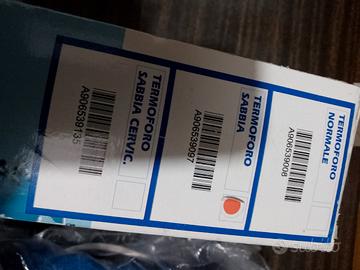 TERMOFORO
NORMALE
A906539008
TERMOFORO
SABBIA
A906539097
TERMOFORO
SABBIA CERVIC.
A906539135
Subito